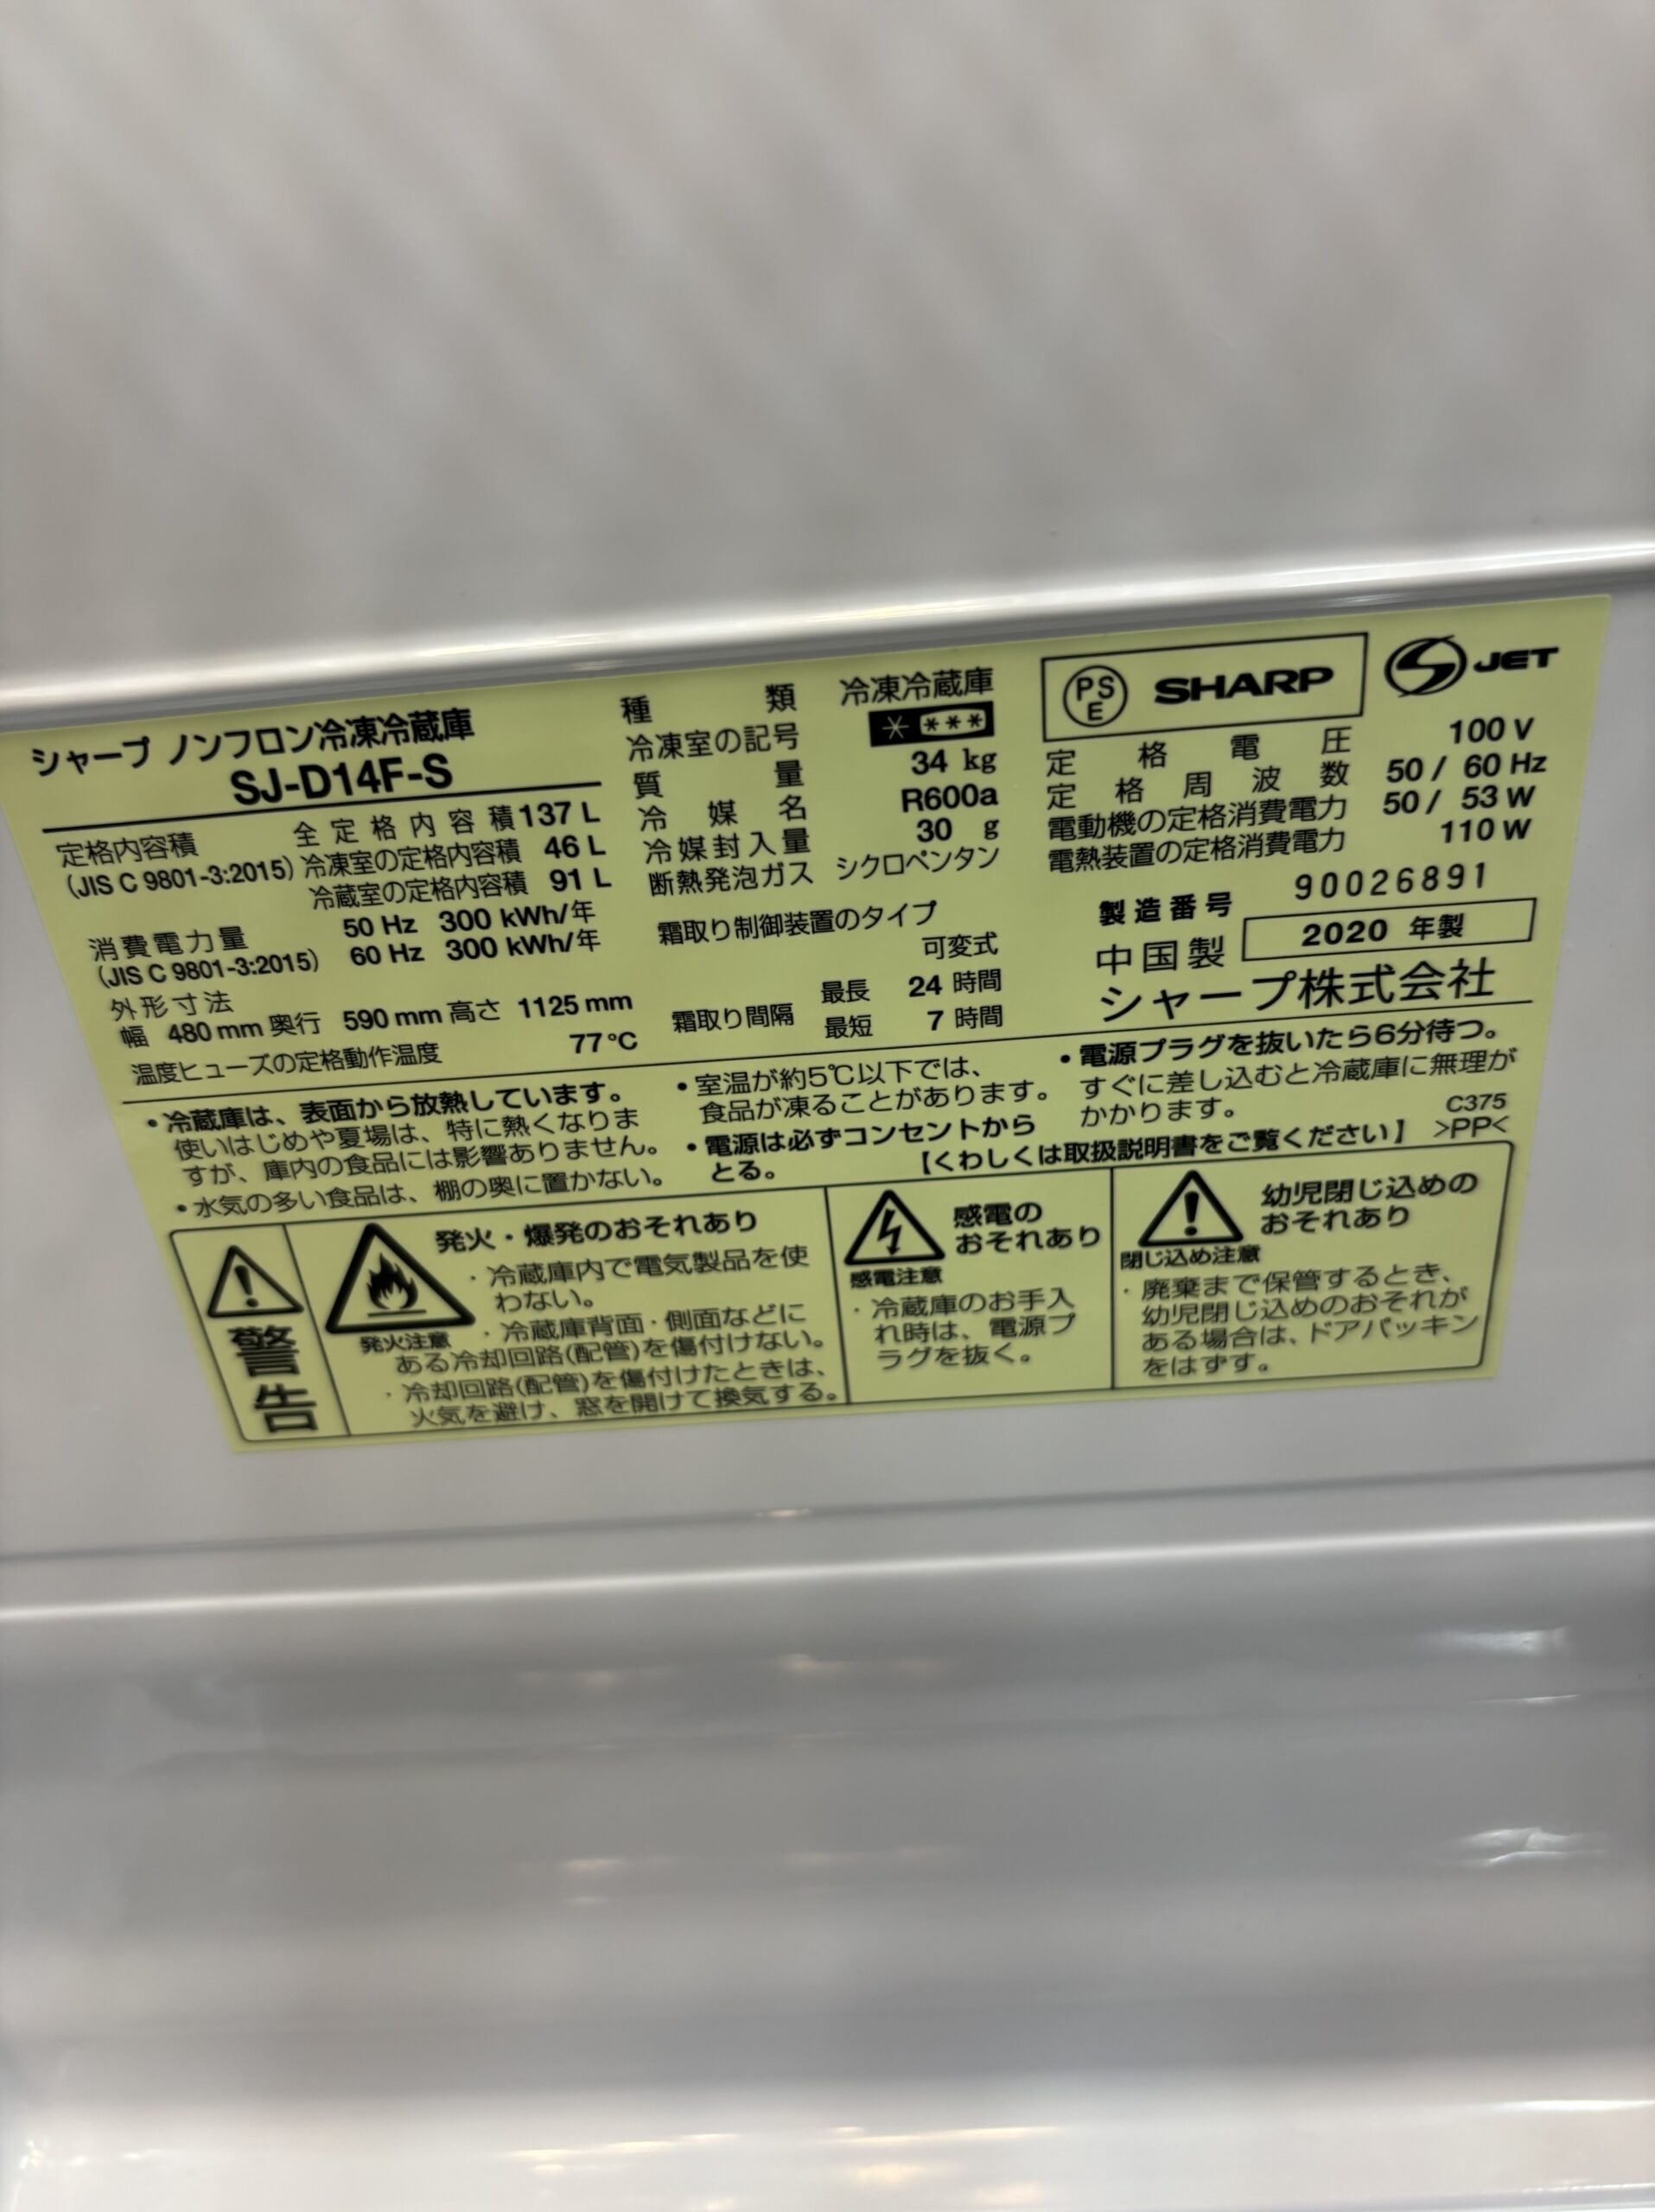 シャープ ノンフロン冷凍冷蔵庫
SJ-D14F-S
定格内容積 全定格内容積 137 L
(JIS C 9801-3:2015) 冷凍室の定格内容積 46 L
冷蔵室の定格内容積 91 L
消費電力量 50 Hz 300 kWh/年
(JIS C 9801-3:2015) 60 Hz 300 kWh/年
外形寸法
幅 480 mm 奥行 590 mm 高さ 1125 mm
温度ヒューズの定格動作温度 77℃
種類 冷凍冷蔵庫
冷凍室の記号 * ***
質量 34 kg
冷媒名 R600a
冷媒封入量 30 g
断熱発泡ガス シクロペンタン
霜取り制御装置のタイプ
可変式
霜取り間隔 最長 24 時間
最短 7 時間
PSE SHARP JET
定格電圧 100 V
定格周波数 50 / 60 Hz
電動機の定格消費電力 50 / 53 W
電熱装置の定格消費電力 110 W
製造番号 90026891
中国製 2020 年製
シャープ株式会社
・冷蔵庫は、表面から放熱しています。
使いはじめや夏場は、特に熱くなりま
すが、庫内の食品には影響ありません。
・水気の多い食品は、棚の奥に置かない。
・室温が約5℃以下では、
食品が凍ることがあります。
・電源は必ずコンセントから
とる。
・電源プラグを抜いたら6分待つ。
すぐに差し込むと冷蔵庫に無理が
かかります。
C375
【くわしくは取扱説明書をご覧ください】 >PP<
警告
発火注意
発火・爆発のおそれあり
・冷蔵庫内で電気製品を使
わない。
・冷蔵庫背面・側面などに
ある冷却回路(配管)を傷付けない。
・冷却回路(配管)を傷付けたときは、
火気を避け、窓を開けて換気する。
感電注意
感電の
おそれあり
・冷蔵庫のお手入
れ時は、電源プ
ラグを抜く。
閉じ込め注意
幼児閉じ込めの
おそれあり
・廃棄まで保管するとき、
幼児閉じ込めのおそれが
ある場合は、ドアパッキン
をはずす。